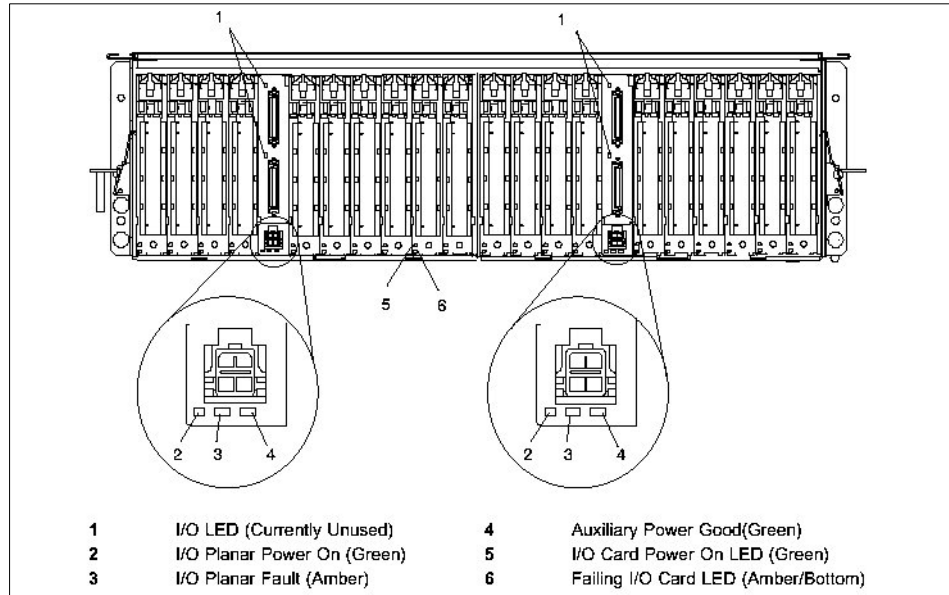 1 1
5 6
2 3 4 2 3 4
1 I/O LED (Currently Unused) 4 Auxiliary Power Good(Green)
2 I/O Planar Power On (Green) 5 I/O Card Power On LED (Green)
3 I/O Planar Fault (Amber) 6 Failing I/O Card LED (Amber/Bottom)